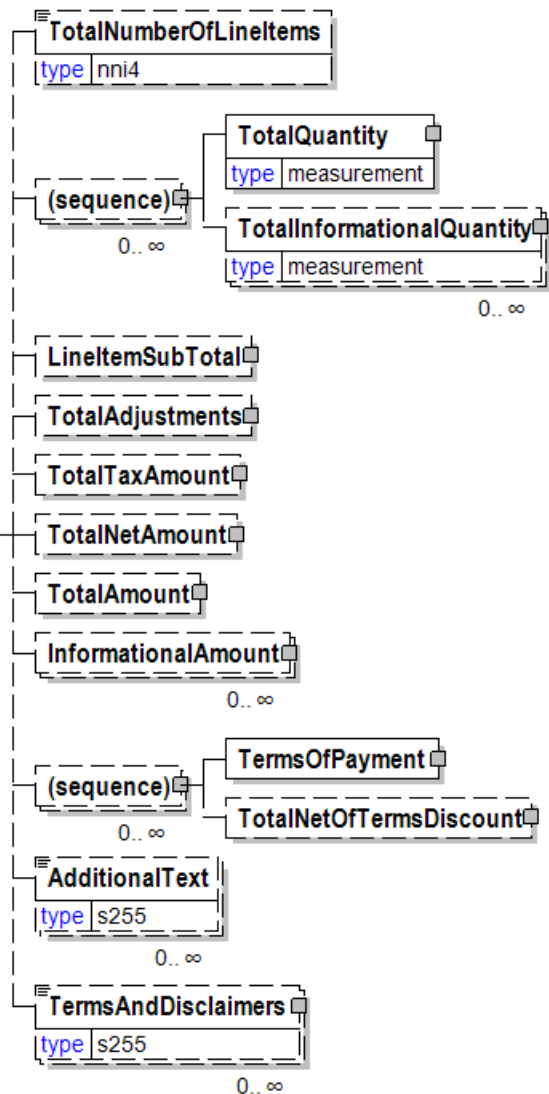 TotalNumberOfLineItems
type nni4
TotalQuantity
type measurement
(sequence)
0.. ∞
TotalInformationalQuantity
type measurement
0.. ∞
LineItemSubTotal
TotalAdjustments
TotalTaxAmount
TotalNetAmount
TotalAmount
InformationalAmount
0.. ∞
TermsOfPayment
(sequence)
0.. ∞
TotalNetOfTermsDiscount
AdditionalText
type s255
0.. ∞
TermsAndDisclaimers
type s255
0.. ∞